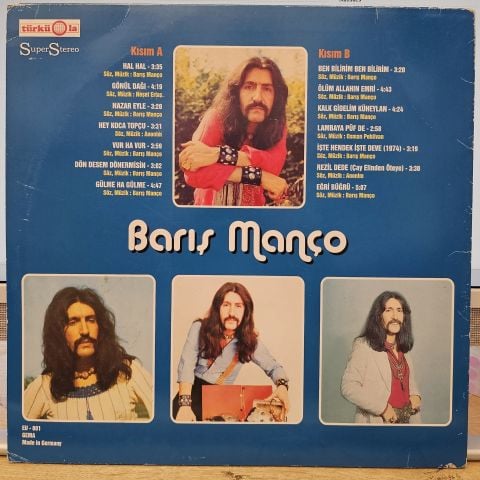 türküola
SuperStereo
Kısım A
HAL HAL - 3:35
Söz, Müzik : Barış Manço
GÖNÜL DAĞI - 4:19
Söz, Müzik : Neşet Ertaş.
NAZAR EYLE - 3:20
Söz, Müzik : Barış Manço
HEY KOCA TOPÇU - 3:31
Söz, Müzik : Anonim
VUR HA VUR - 3:50
Söz, Müzik : Barış Manço
DÖN DESEM DÖNERMİSİN - 3:02
Söz, Müzik : Barış Manço
GÜLME HA GÜLME - 4:47
Söz, Müzik : Barış Manço
Kısım B
BEN BİLİRİM BEN BİLİRİM - 3:20
Söz, Müzik : Barış Manço
ÖLÜM ALLAHIN EMRİ - 4:43
Söz, Müzik : Barış Manço
KALK GİDELİM KÜHEYLAN - 4:24
Söz, Müzik : Barış Manço
LAMBAYA PÜF DE - 2:58
Söz, Müzik : Osman Pehlivan
İŞTE HENDEK İŞTE DEVE (1974) - 3:19
Söz, Müzik : Barış Manço
REZİL DEDE (Çay Elinden Öteye) - 3:38
Söz, Müzik : Anonim
EĞRİ BÜĞRÜ - 5:07
Söz, Müzik : Barış Manço
Barış Manço
EU - 001
GEMA
Made in Germany